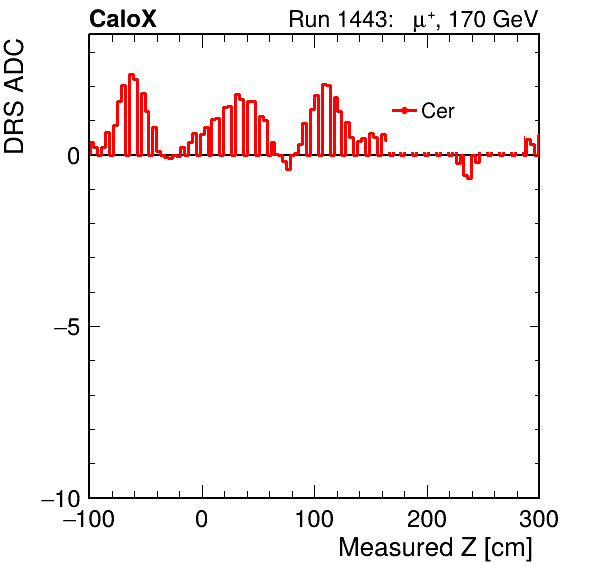 CaloX Run 1443: μ⁺, 170 GeV
DRS ADC
Cer
0
−5
−10
−100 0 100 200 300
Measured Z [cm]